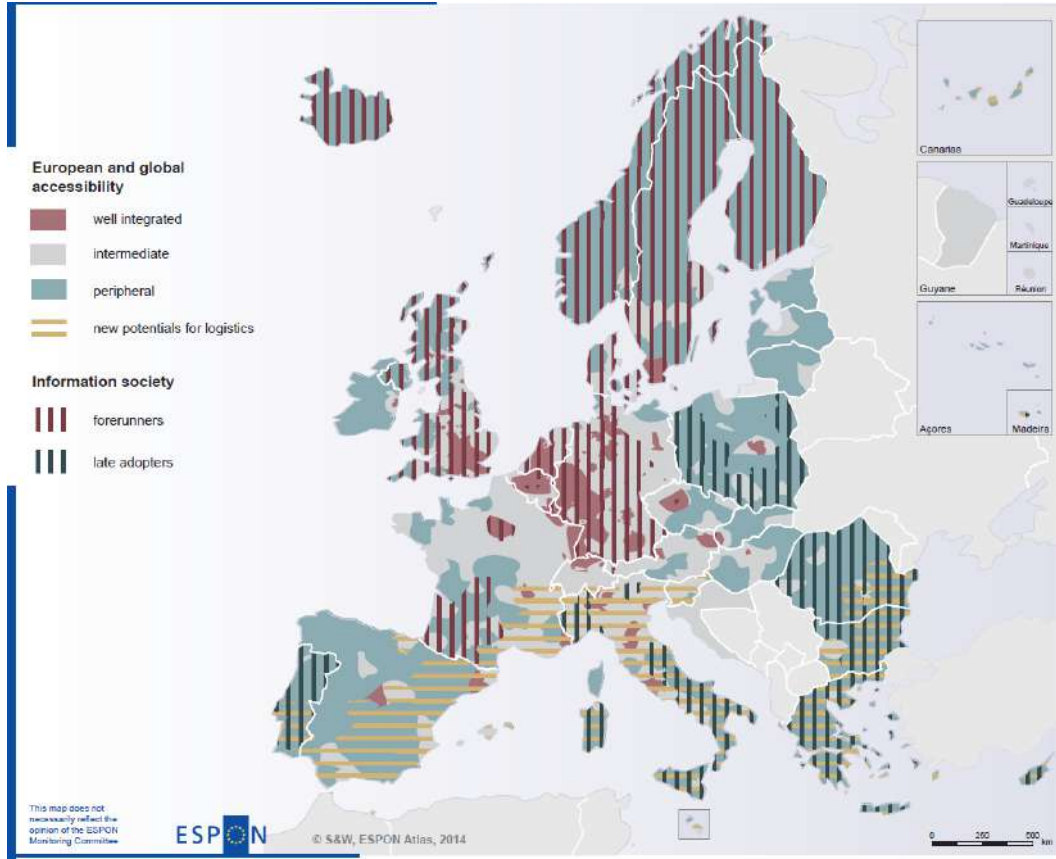 European and global
accessibility
well integrated
intermediate
peripheral
new potentials for logistics
Information society
forerunners
late adopters
This map does not
necessarily reflect the
opinion of the ESPON
Monitoring Committee
ESPON
© S&W, ESPON Atlas, 2014
Canarias
Guadeloupe
Martinique
Guyane
Réunion
Açores
Madeira
0 250 500
km